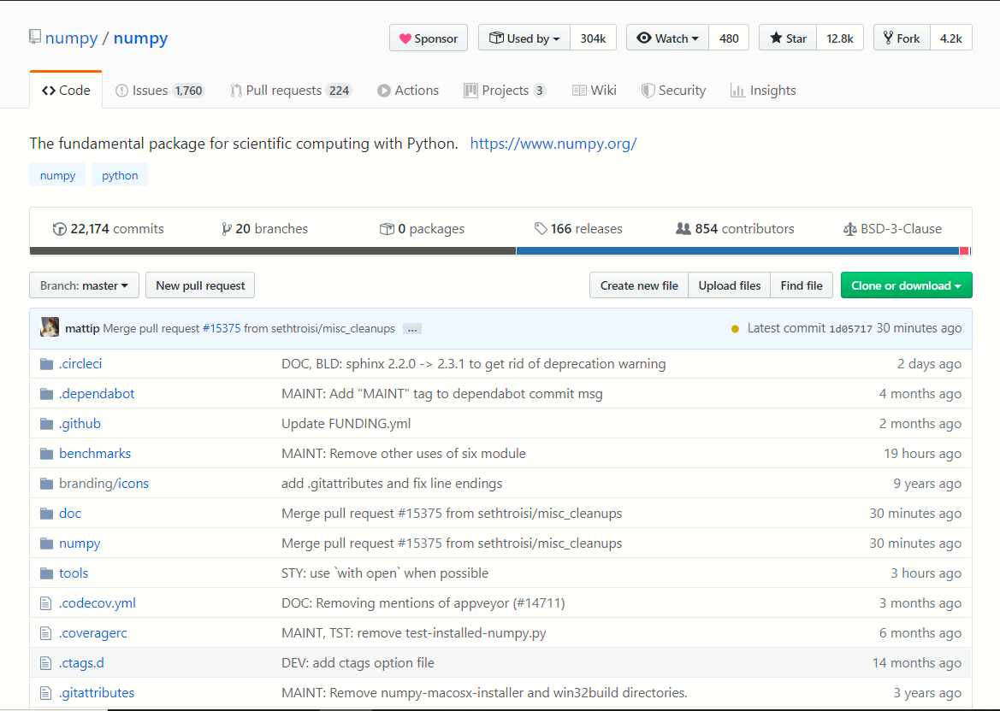 numpy / numpy
Sponsor Used by 304k Watch 480 Star 12.8k Fork 4.2k
Code Issues 1,760 Pull requests 224 Actions Projects 3 Wiki Security Insights
The fundamental package for scientific computing with Python. https://www.numpy.org/
numpy python
22,174 commits 20 branches 0 packages 166 releases 854 contributors BSD-3-Clause
Branch: master New pull request Create new file Upload files Find file Clone or download
mattip Merge pull request #15375 from sethtroisi/misc_cleanups ... Latest commit 1d05717 30 minutes ago
.circleci DOC, BLD: sphinx 2.2.0 -> 2.3.1 to get rid of deprecation warning 2 days ago
.dependabot MAINT: Add "MAINT" tag to dependabot commit msg 4 months ago
.github Update FUNDING.yml 2 months ago
benchmarks MAINT: Remove other uses of six module 19 hours ago
branding/icons add .gitattributes and fix line endings 9 years ago
doc Merge pull request #15375 from sethtroisi/misc_cleanups 30 minutes ago
numpy Merge pull request #15375 from sethtroisi/misc_cleanups 30 minutes ago
tools STY: use `with open` when possible 3 hours ago
.codecov.yml DOC: Removing mentions of appveyor (#14711) 3 months ago
.coveragerc MAINT, TST: remove test-installed-numpy.py 6 months ago
.ctags.d DEV: add ctags option file 14 months ago
.gitattributes MAINT: Remove numpy-macosx-installer and win32build directories. 3 years ago